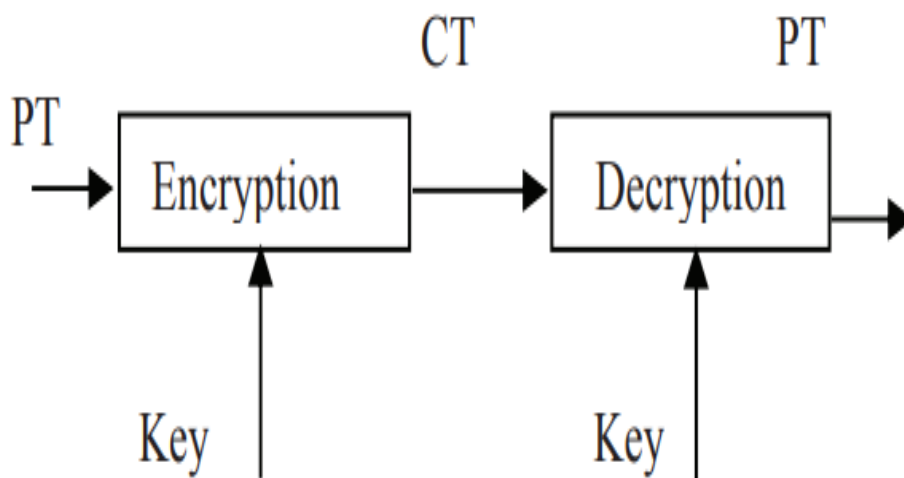 CT
PT
PT
Encryption
Decryption
Key
Key